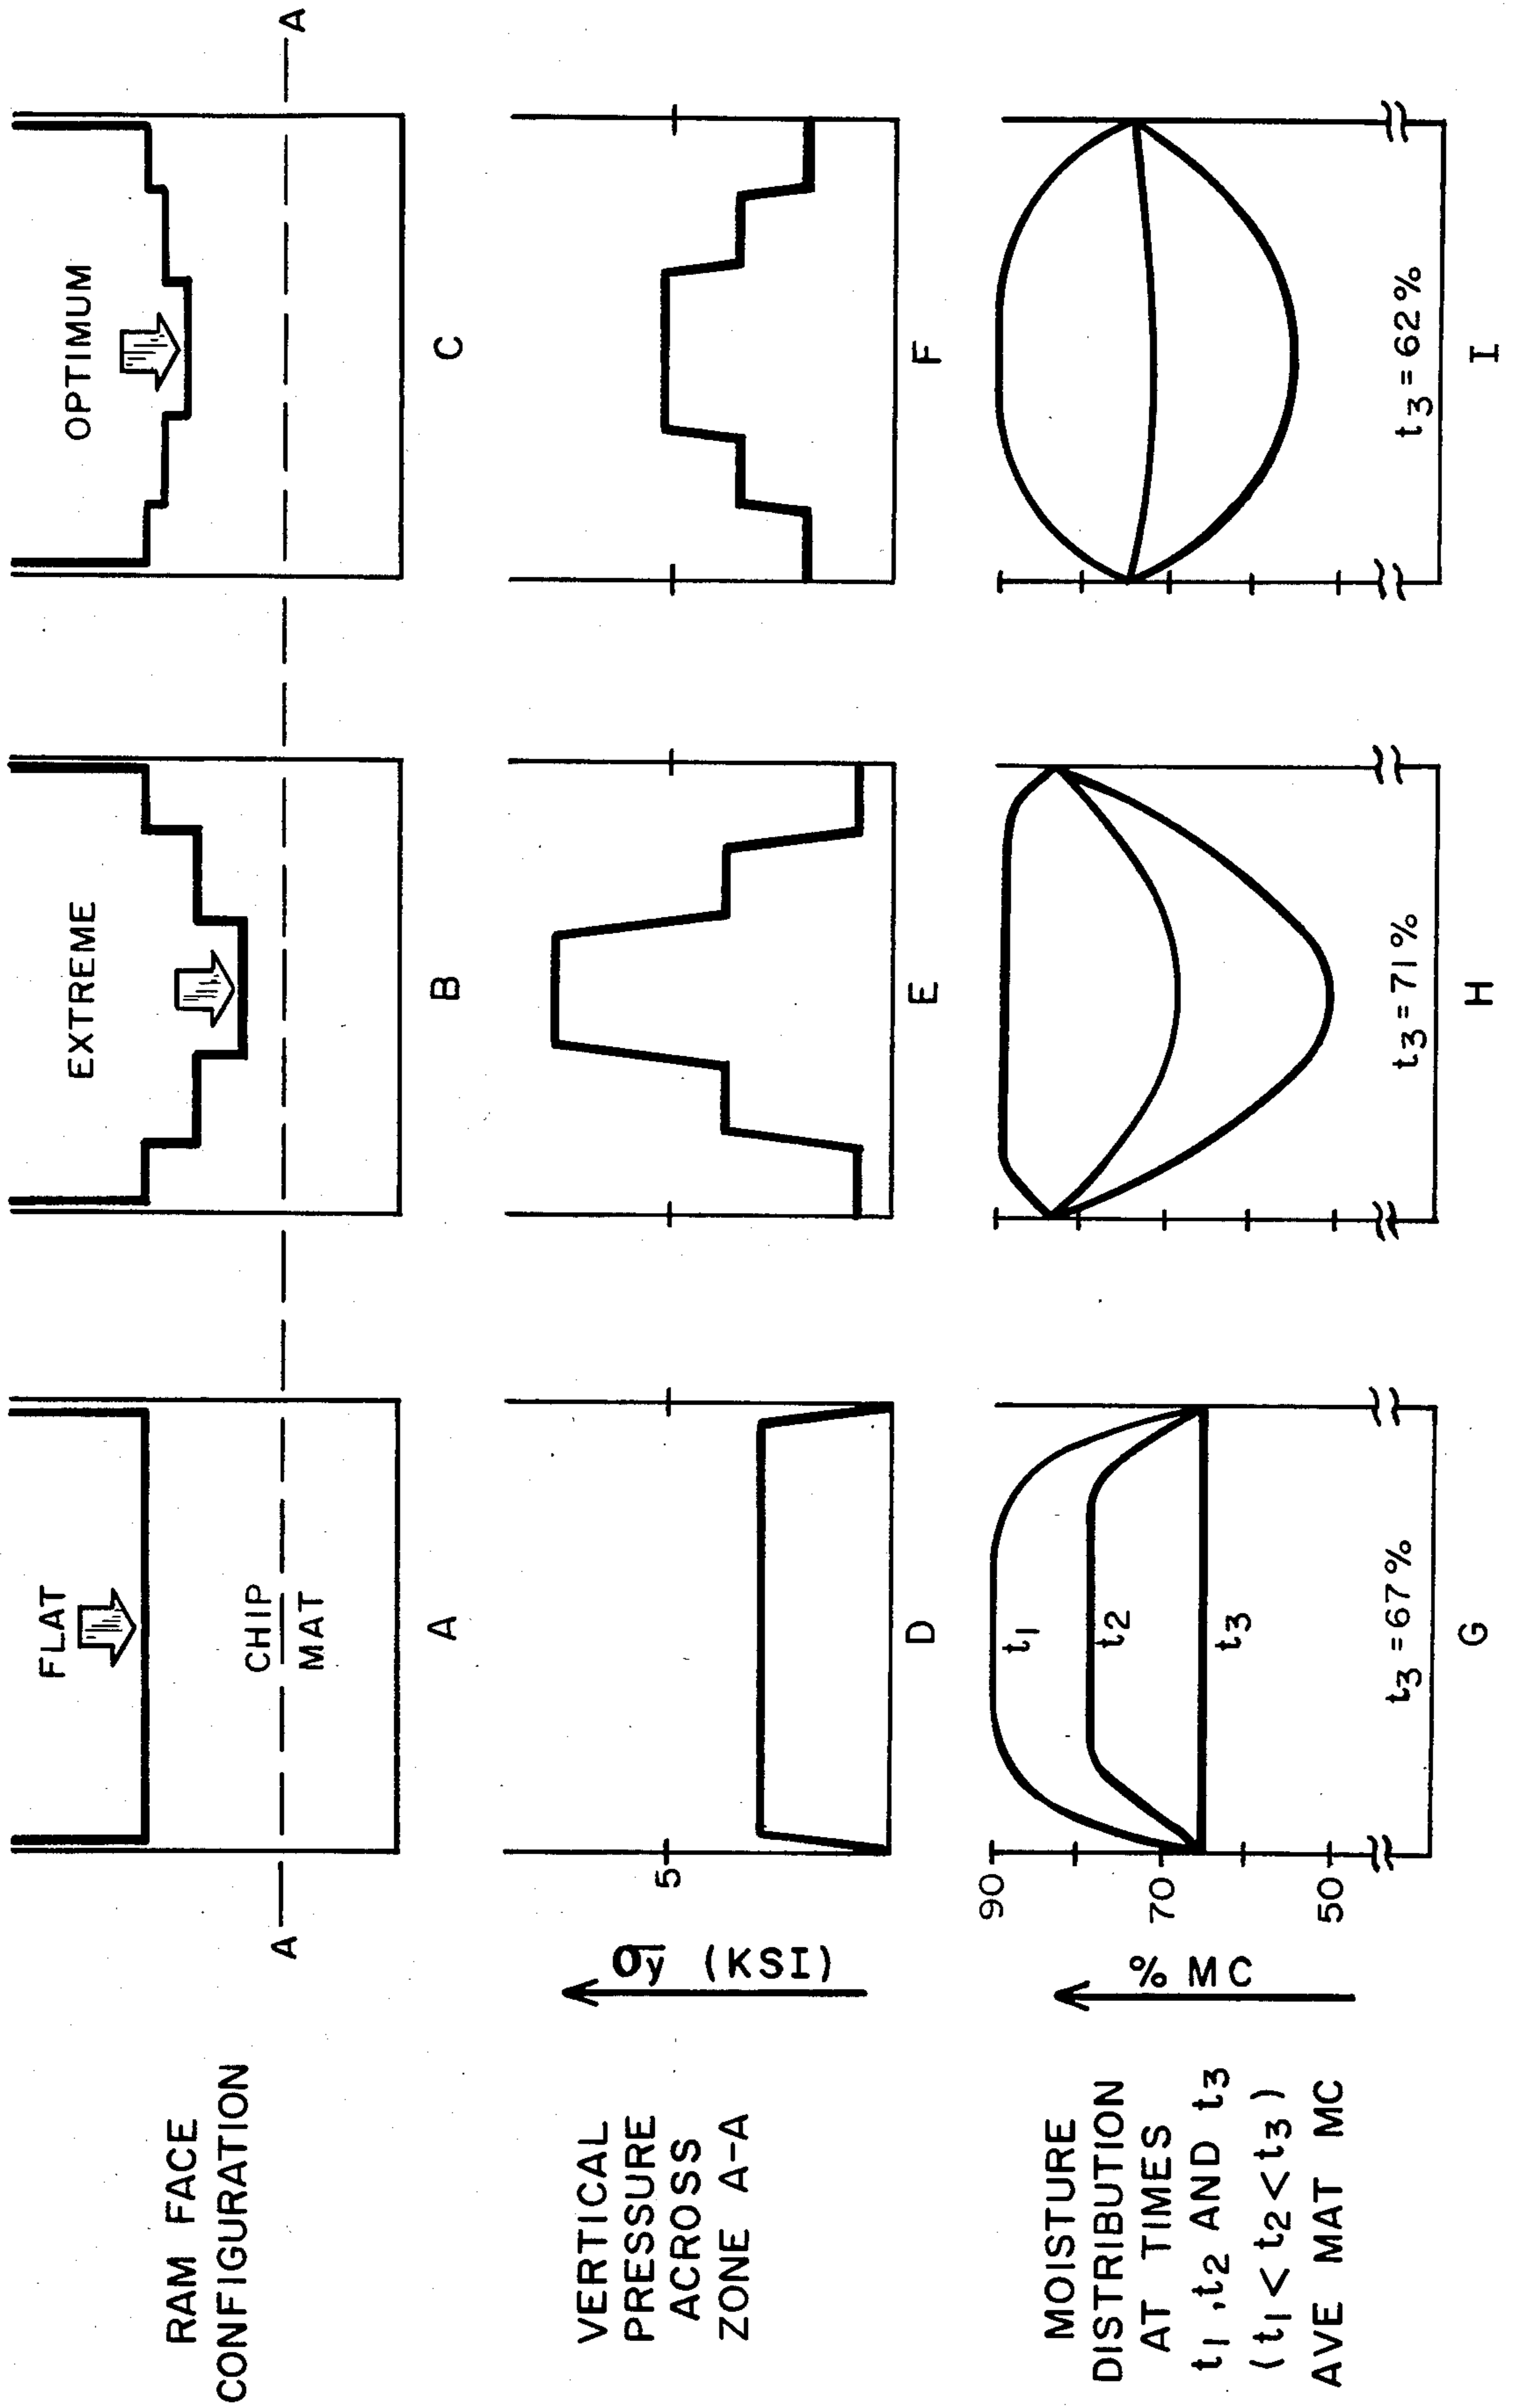 RAM FACE
CONFIGURATION
FLAT
EXTREME
OPTIMUM
CHIP
MAT
A
A
A
B
C
VERTICAL
PRESSURE
ACROSS
ZONE A-A
σy (KSI)
5
D
E
F
MOISTURE
DISTRIBUTION
AT TIMES
t1, t2 AND t3
(t1 < t2 < t3)
AVE MAT MC
% MC
90
70
50
t1
t2
t3
t3 = 67%
t3 = 71%
t3 = 62%
G
H
I